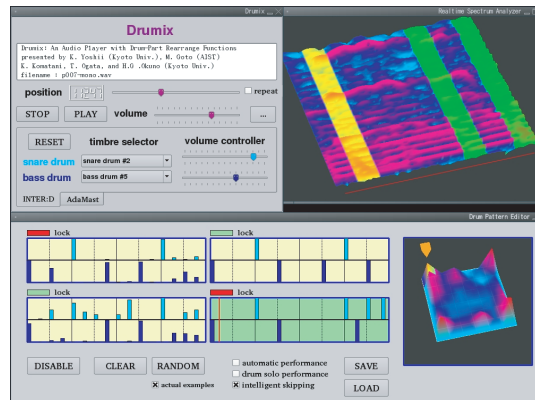 Drumix
Realtime Spectrum Analyzer
Drumix
Drumix: An Audio Player with Drum-Part Rearrange Functions
presented by K. Yoshii (Kyoto Univ.), M. Goto (AIST)
K. Komatani, T. Ogata, and H.G .Okuno (Kyoto Univ.)
filename : p007-mono.wav
position
repeat
STOP PLAY volume ...
RESET timbre selector volume controller
snare drum snare drum #2
bass drum bass drum #5
INTER:D AdaMast
Drum Pattern Editor
lock lock
lock lock
DISABLE CLEAR RANDOM automatic performance SAVE
drum solo performance
actual examples intelligent skipping
LOAD